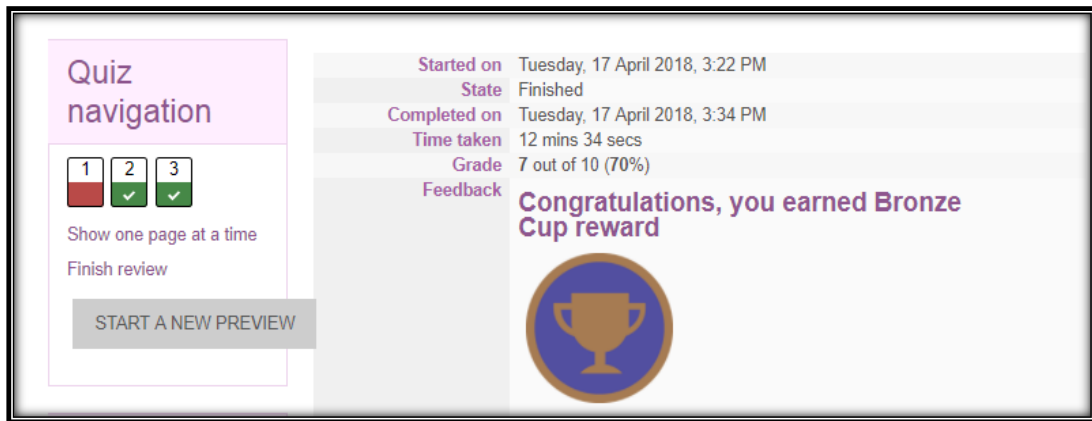 Quiz
navigation
1 2 3
Show one page at a time
Finish review
START A NEW PREVIEW
Started on Tuesday, 17 April 2018, 3:22 PM
State Finished
Completed on Tuesday, 17 April 2018, 3:34 PM
Time taken 12 mins 34 secs
Grade 7 out of 10 (70%)
Feedback Congratulations, you earned Bronze
Cup reward